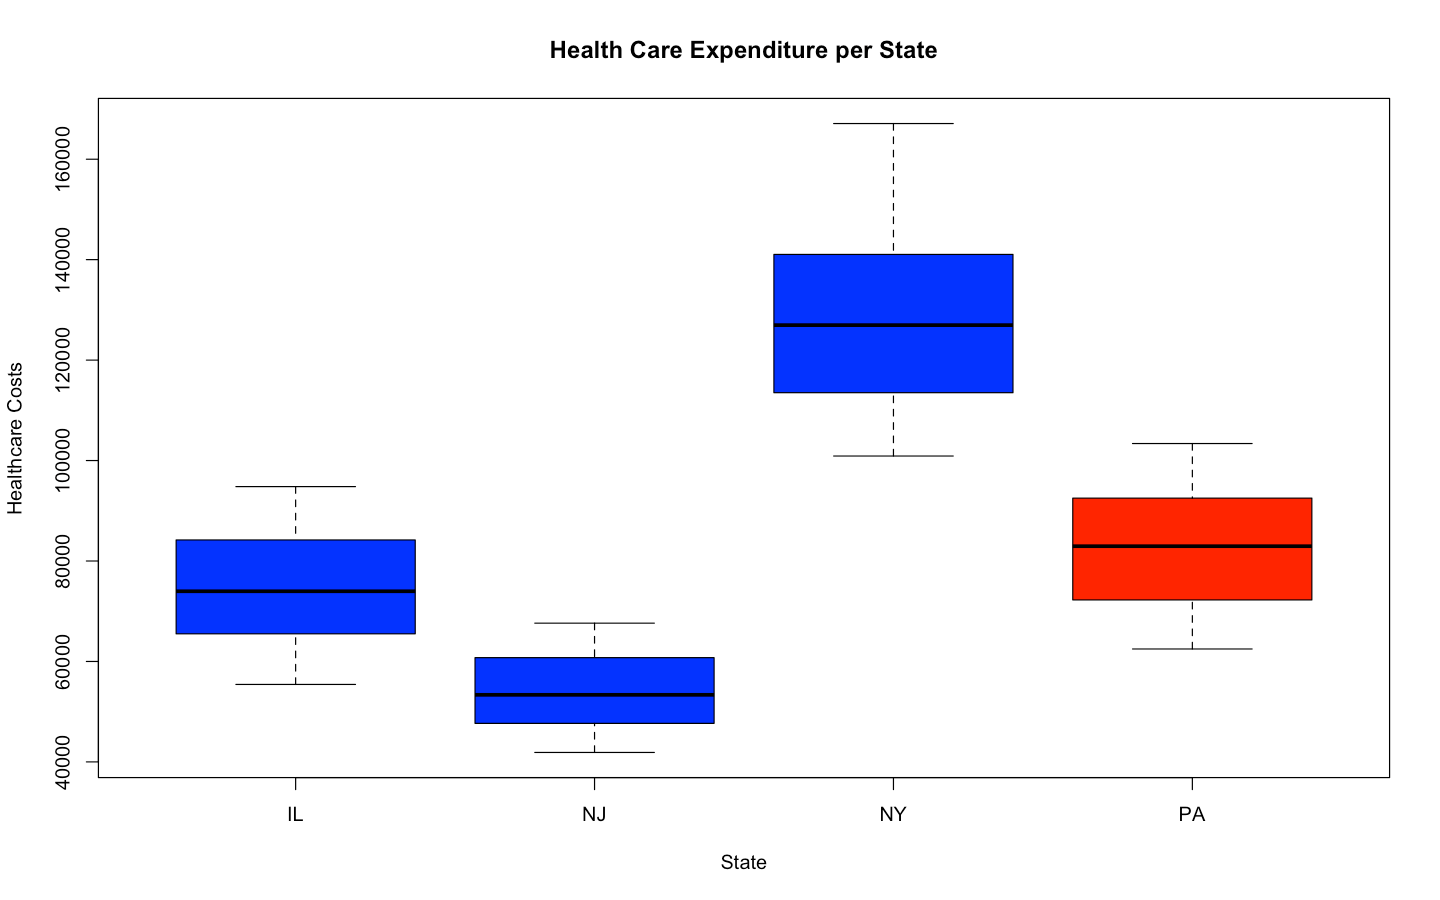 Health Care Expenditure per State
Healthcare Costs
160000
140000
120000
100000
80000
60000
40000
IL NJ NY PA
State